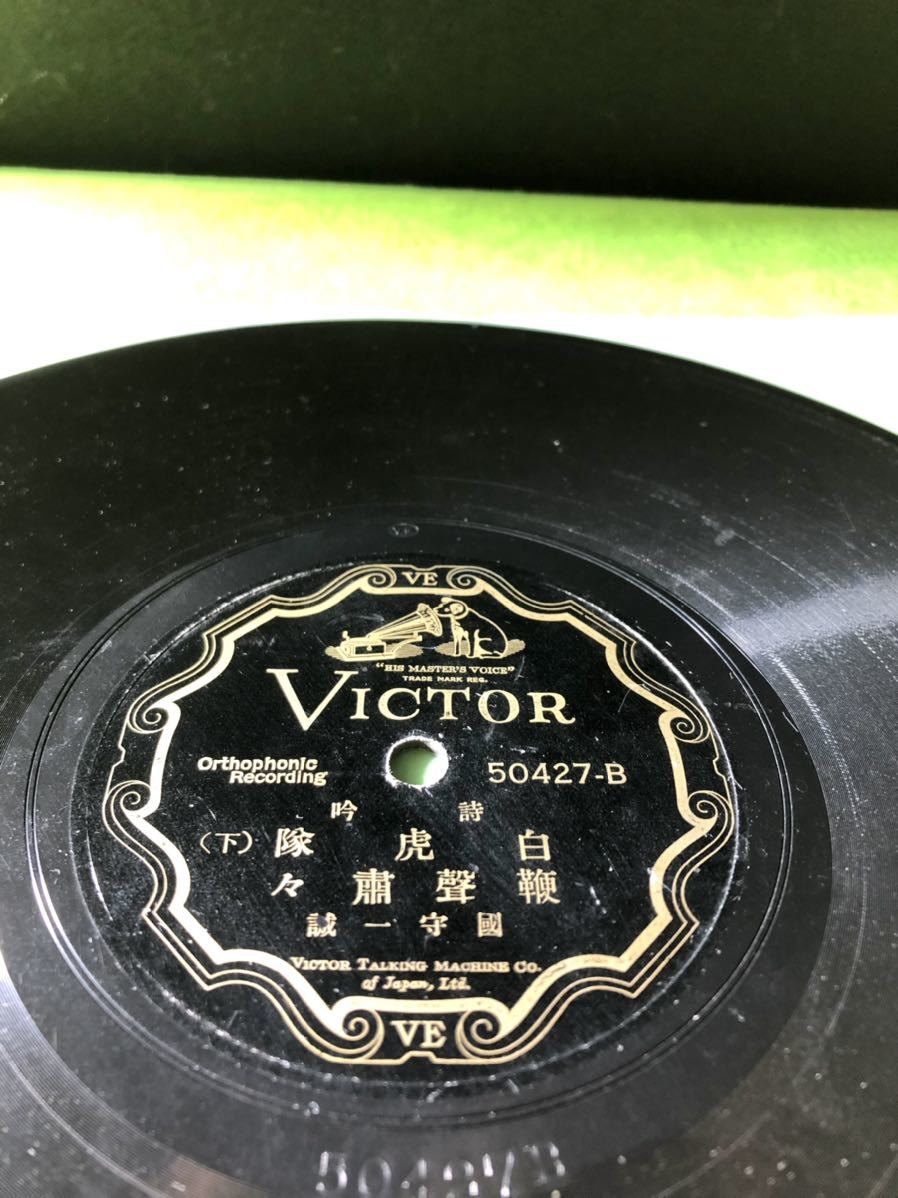 VE
"HIS MASTER'S VOICE"
TRADE MARK REG.
VICTOR
Orthophonic
Recording
50427-B
吟 詩
(下) 隊 虎 白
々 肅 聲 鞭
誠 一 守 國
VICTOR TALKING MACHINE CO.
of Japan, Ltd.
VE
50427B